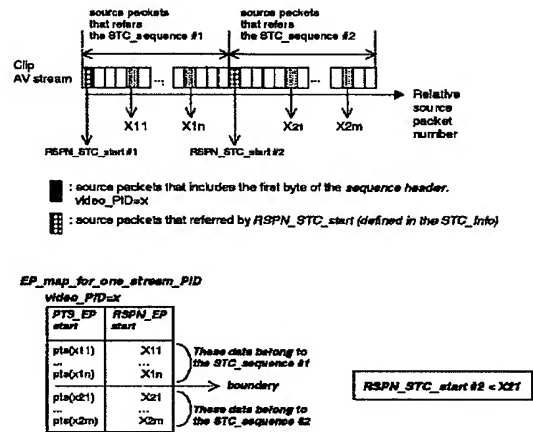 source packets
that refers
the STC_sequence #1
source packets
that refers
the STC_sequence #2
Clip
AV stream
...
...
Relative
source
packet
number
X11
X1n
X21
X2m
RSPN_STC_start #1
RSPN_STC_start #2
: source packets that includes the first byte of the sequence header.
video_PID=x
: source packets that referred by RSPN_STC_start (defined in the STC_Info)
EP_map_for_one_stream_PID
video_PID=x
PTS_EP start RSPN_EP start
pts(x11) X11
... ...
pts(x1n) X1n
These data belong to
the STC_sequence #1
boundery
pts(x21) X21
... ...
pts(x2m) X2m
These data belong to
the STC_sequence #2
RSPN_STC_start #2 < X21